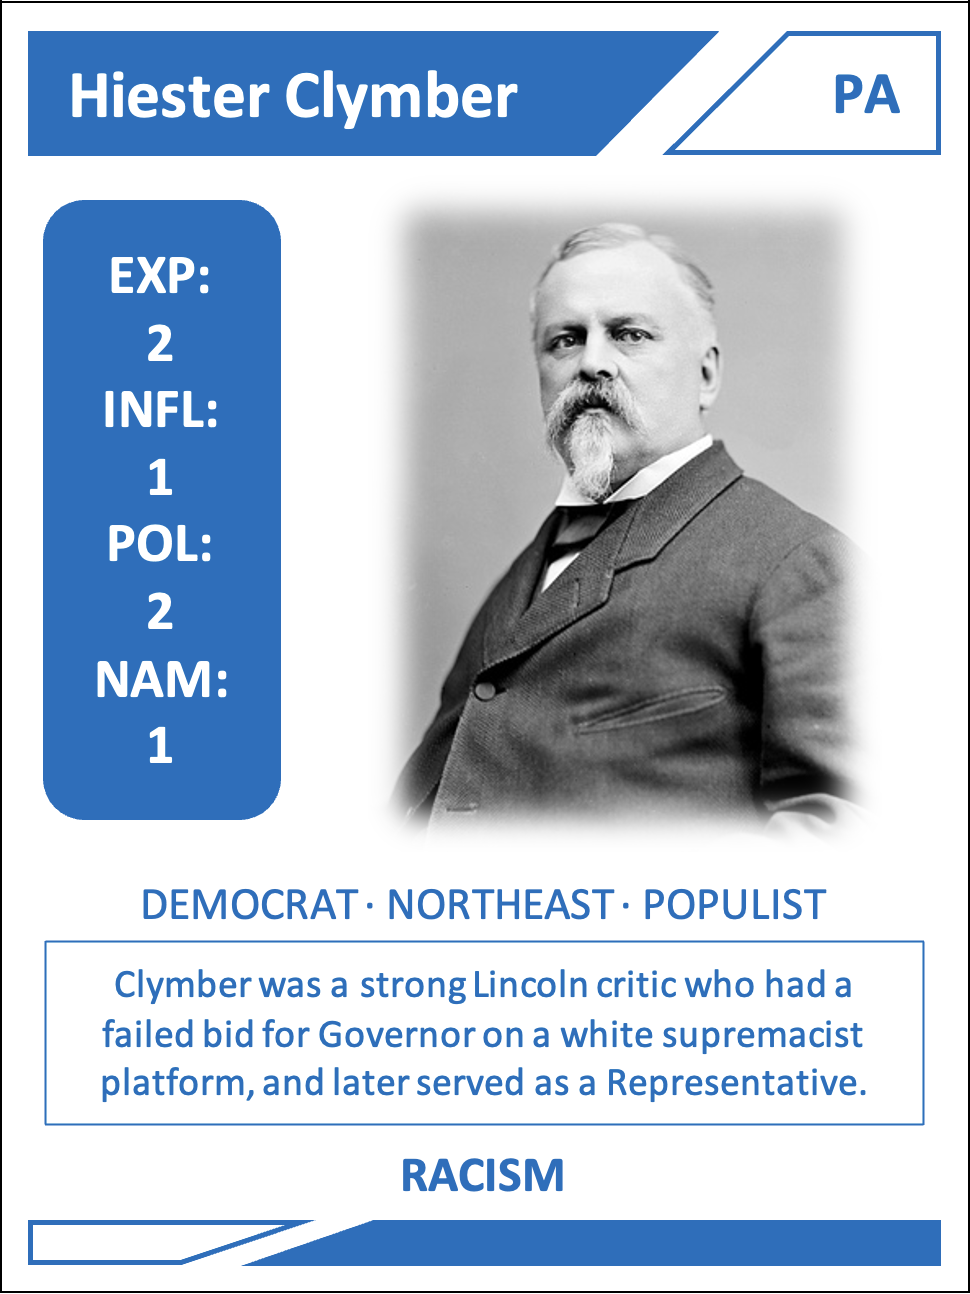 Hiester Clymber
PA
EXP:
2
INFL:
1
POL:
2
NAM:
1
DEMOCRAT · NORTHEAST · POPULIST
Clymber was a strong Lincoln critic who had a
failed bid for Governor on a white supremacist
platform, and later served as a Representative.
RACISM